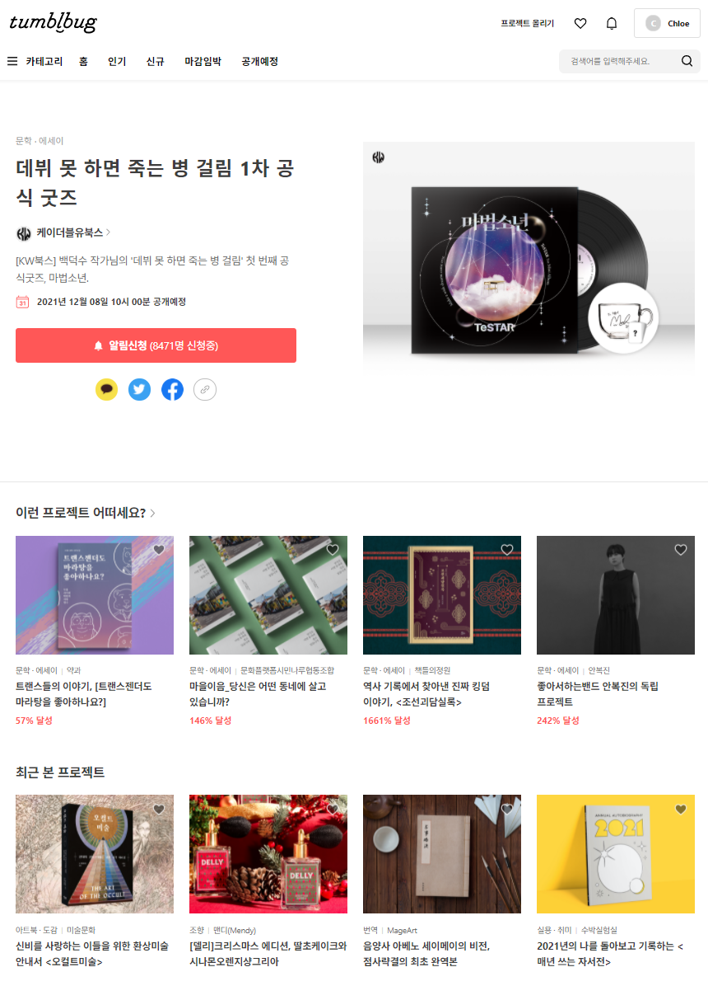 tumblbug
프로젝트 올리기
C Chloe
카테고리 홈 인기 신규 마감임박 공개예정
검색어를 입력해주세요.
문학 · 에세이
데뷔 못 하면 죽는 병 걸림 1차 공
식 굿즈
케이더블유북스 >
[KW북스] 백덕수 작가님의 '데뷔 못 하면 죽는 병 걸림' 첫 번째 공
식굿즈, 마법소년.
31 2021년 12월 08일 10시 00분 공개예정
알림신청 (8471명 신청중)
KW
마법소년
TeSTAR
?
이런 프로젝트 어떠세요? >
트랜스젠더도
마라탕을
좋아하나요?
문학 · 에세이 | 약과
트랜스들의 이야기, [트랜스젠더도
마라탕을 좋아하나요?]
57% 달성
문학 · 에세이 | 문화플랫폼시민나루협동조합
마을이음_당신은 어떤 동네에 살고
있습니까?
146% 달성
문학 · 에세이 | 책들의정원
역사 기록에서 찾아낸 진짜 킹덤
이야기, <조선괴담실록>
1661% 달성
문학 · 에세이 | 안복진
좋아서하는밴드 안복진의 독립
프로젝트
242% 달성
최근 본 프로젝트
오컬트
미술
THE ART
OF THE OCCULT
아트북 · 도감 | 미술문화
신비를 사랑하는 이들을 위한 환상미술
안내서 <오컬트미술>
DELLY
DELLY
조향 | 맨디(Mendy)
[델리]크리스마스 에디션, 딸초케이크와
시나몬오렌지샹그리아
번역 | MageArt
음양사 아베노 세이메이의 비전,
점사략결의 최초 완역본
ANNUAL AUTOBIOGRAPHY
2021
실용 · 취미 | 수박실험실
2021년의 나를 돌아보고 기록하는 <
매년 쓰는 자서전>